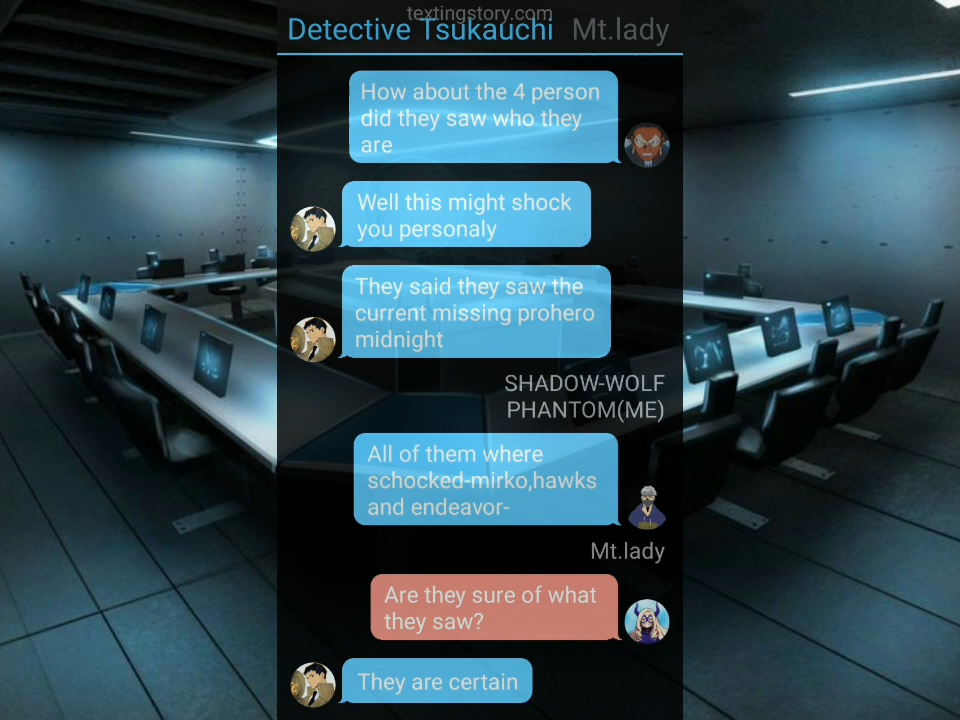 textingstory.com
Detective Tsukauchi Mt.lady
How about the 4 person
did they saw who they
are
Well this might shock
you personaly
They said they saw the
current missing prohero
midnight
SHADOW-WOLF
PHANTOM(ME)
All of them where
schocked-mirko,hawks
and endeavor-
Mt.lady
Are they sure of what
they saw?
They are certain